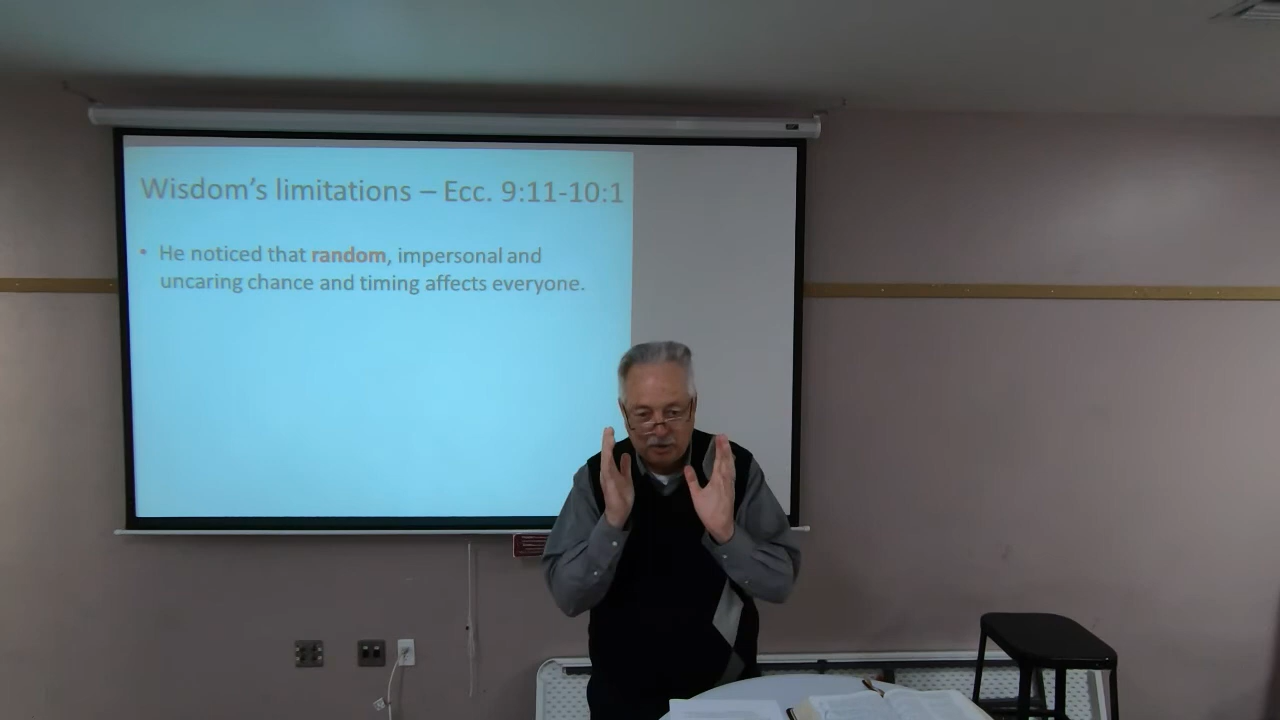 Wisdom's limitations – Ecc. 9:11-10:1
• He noticed that random, impersonal and
uncaring chance and timing affects everyone.